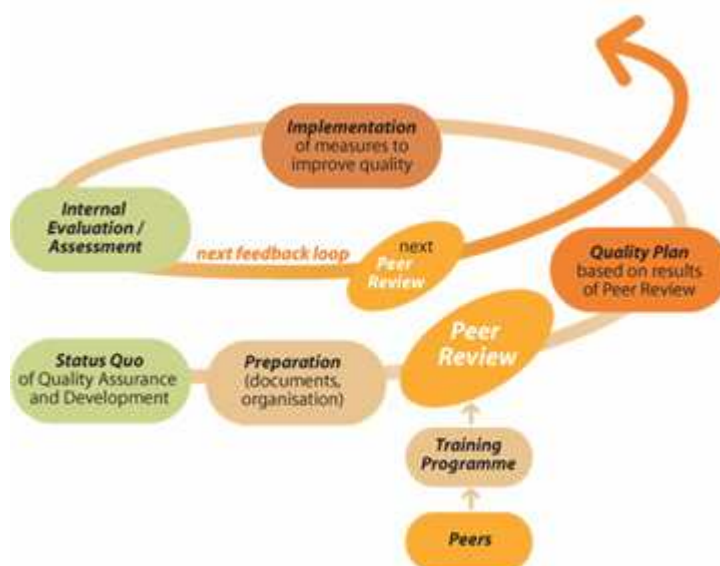 Implementation
of measures to
improve quality
Internal
Evaluation /
Assessment
next feedback loop
next
Peer
Review
Quality Plan
based on results
of Peer Review
Peer
Review
Status Quo
of Quality Assurance
and Development
Preparation
(documents,
organisation)
Training
Programme
Peers